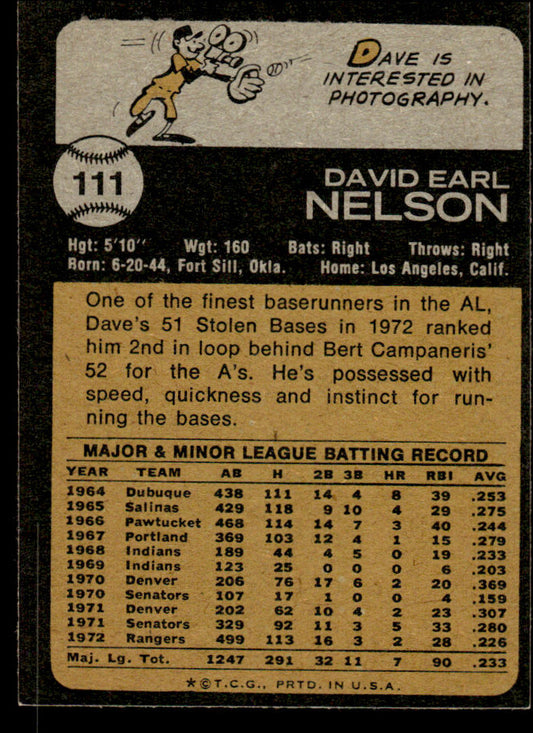 DAVE IS
INTERESTED IN
PHOTOGRAPHY.
111
DAVID EARL
NELSON
Hgt: 5'10" Wgt: 160 Bats: Right Throws: Right
Born: 6-20-44, Fort Sill, Okla. Home: Los Angeles, Calif.
One of the finest baserunners in the AL,
Dave's 51 Stolen Bases in 1972 ranked
him 2nd in loop behind Bert Campaneris'
52 for the A's. He's possessed with
speed, quickness and instinct for run-
ning the bases.
MAJOR & MINOR LEAGUE BATTING RECORD
YEAR TEAM AB H 2B 3B HR RBI AVG
1964 Dubuque 438 111 14 4 8 39 .253
1965 Salinas 429 118 9 10 4 29 .275
1966 Pawtucket 468 114 14 7 3 40 .244
1967 Portland 369 103 12 4 1 15 .279
1968 Indians 189 44 4 5 0 19 .233
1969 Indians 123 25 0 0 0 6 .203
1970 Denver 206 76 17 6 2 20 .369
1970 Senators 107 17 1 0 0 4 .159
1971 Denver 202 62 10 4 2 23 .307
1971 Senators 329 92 11 3 5 33 .280
1972 Rangers 499 113 16 3 2 28 .226
Maj. Lg. Tot. 1247 291 32 11 7 90 .233
*©T.C.G., PRTD. IN U.S.A.